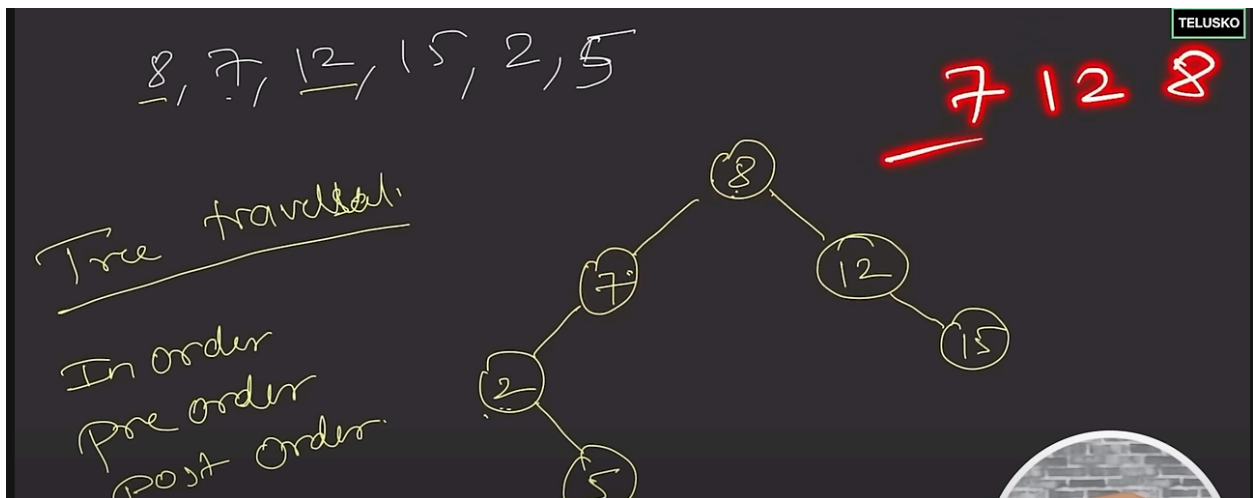 TELUSKO
8, 7, 12, 15, 2, 5
7 12 8
Tree
8
7
12
2
15
5
In order
Pre order
Post order.